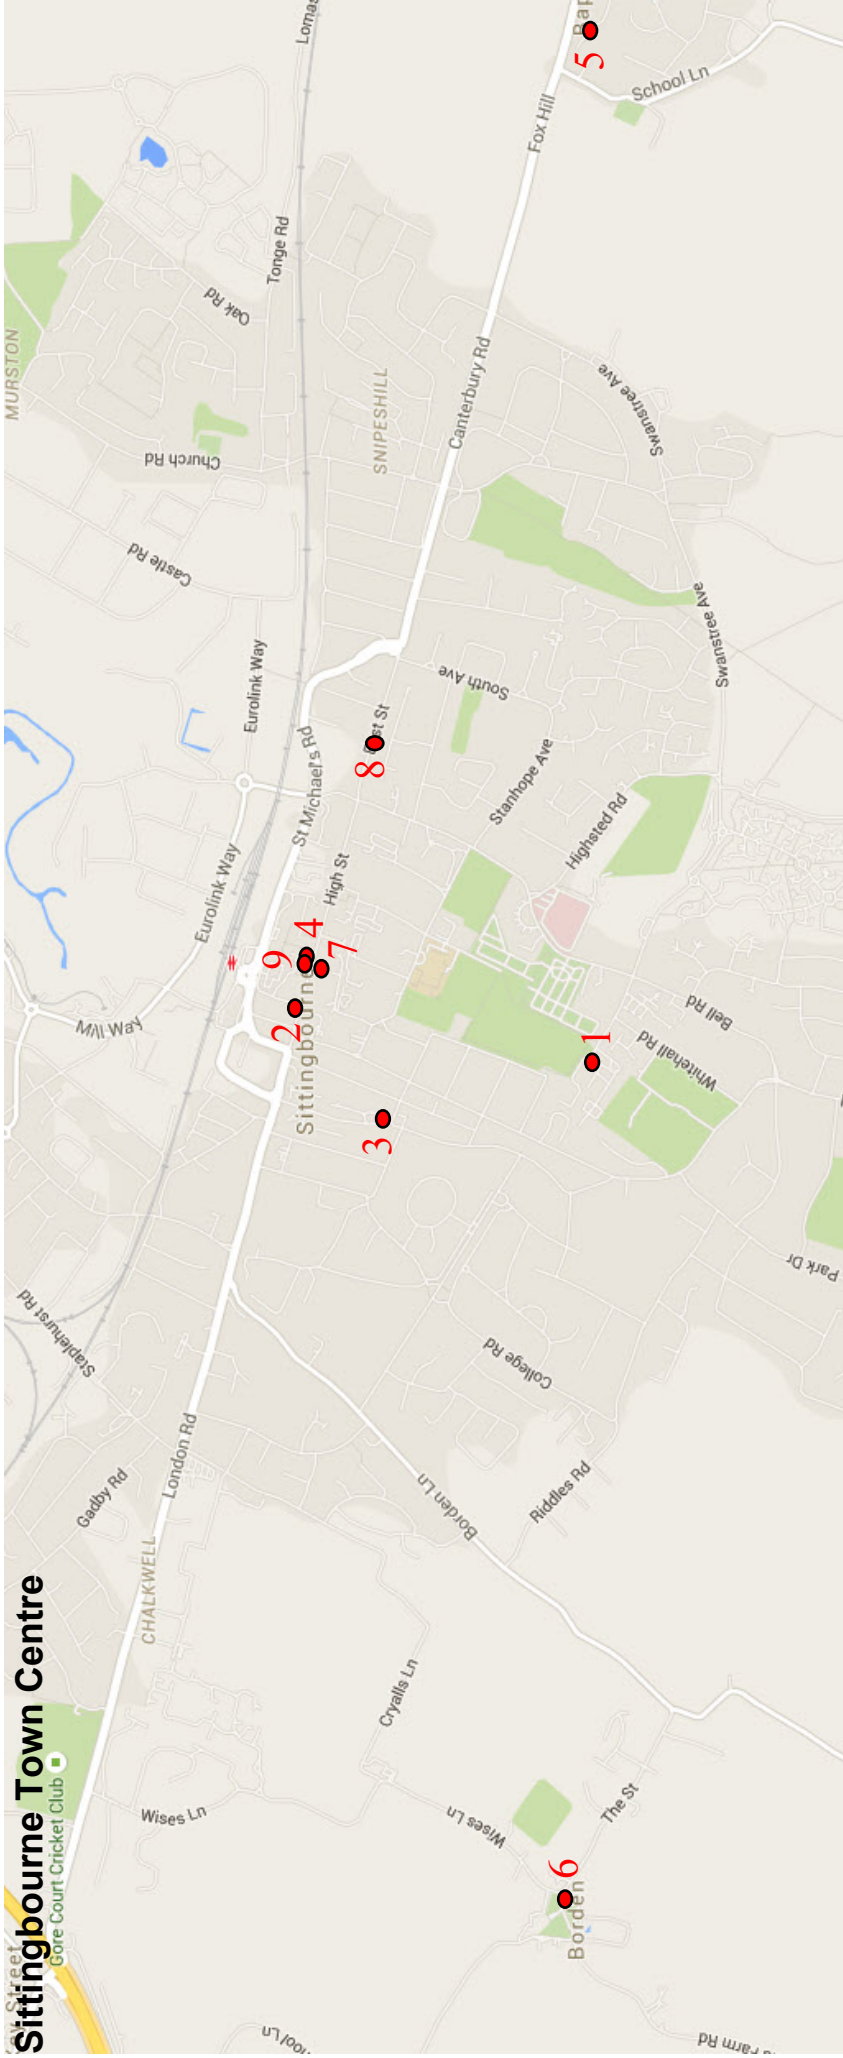 Sittingbourne Town Centre
Gore Court Cricket Club
MURSTON
CHALKWELL
SNIPESHILL
Sittingbourne
Borden
London Rd
Gadby Rd
Staplehurst Rd
Mill Way
Eurolink Way
Eurolink Way
Castle Rd
Church Rd
Oak Rd
Tonge Rd
St Michael's Rd
High St
South Ave
Canterbury Rd
Fox Hill
School Ln
Swanstree Ave
Swanstree Ave
Stanhope Ave
Highsted Rd
Bell Rd
Whitehall Rd
Park Dr
College Rd
Riddles Rd
Borden Ln
Cryalls Ln
Wises Ln
Wises Ln
The St
1
2
3
4
5
6
7
8
9